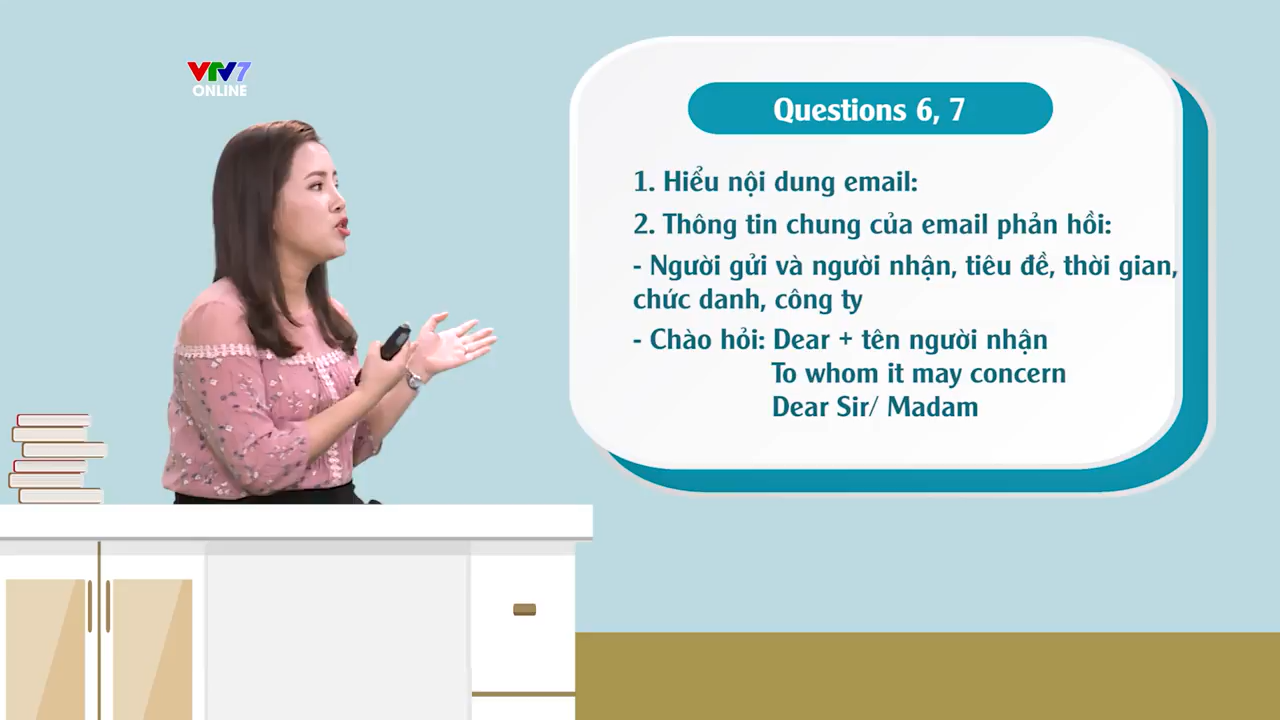 VTV7
ONLINE
Questions 6, 7
1. Hiểu nội dung email:
2. Thông tin chung của email phản hồi:
- Người gửi và người nhận, tiêu đề, thời gian,
chức danh, công ty
- Chào hỏi: Dear + tên người nhận
To whom it may concern
Dear Sir/ Madam